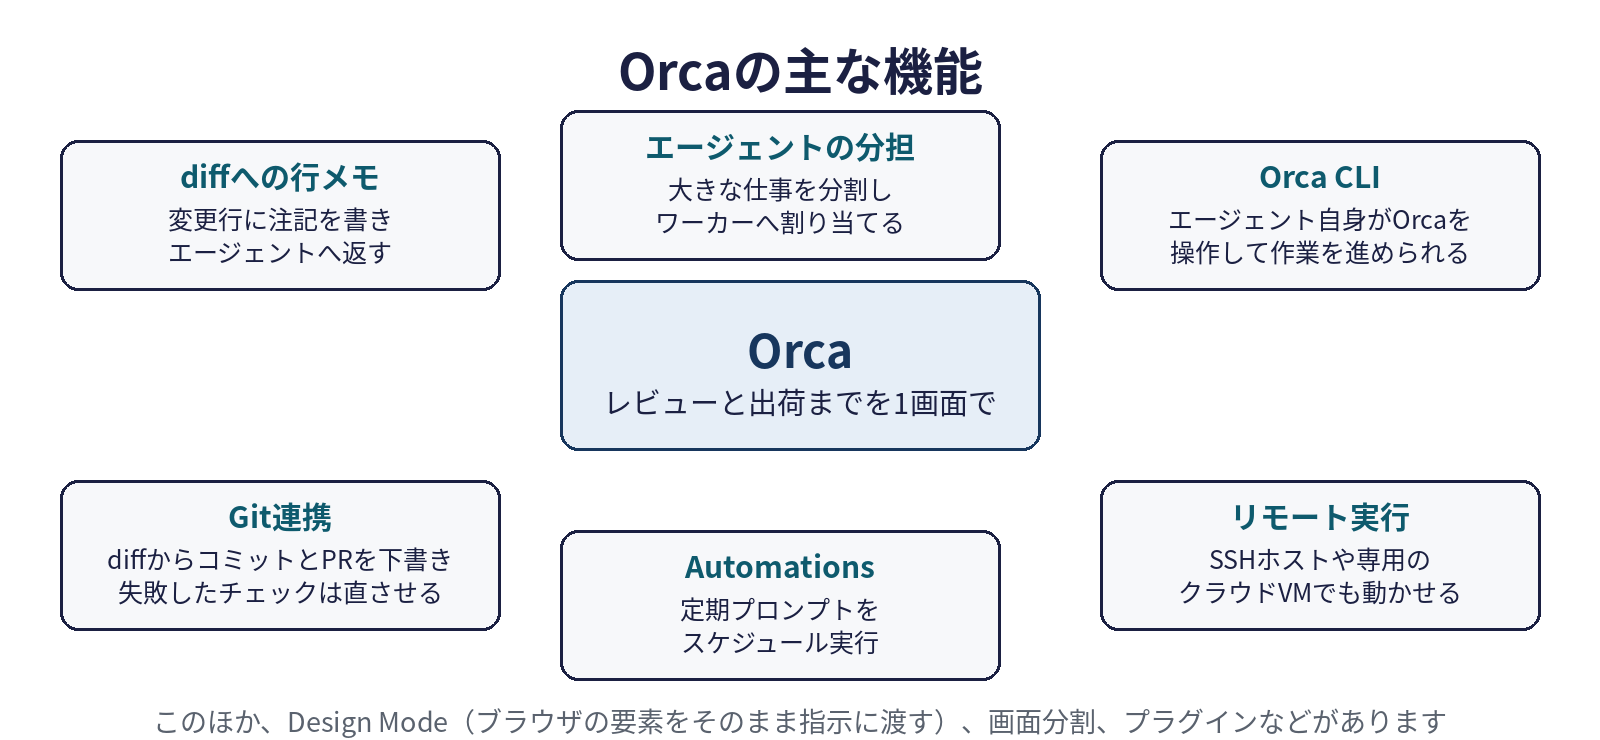 Orcaの主な機能
diffへの行メモ
変更行に注記を書き
エージェントへ返す
エージェントの分担
大きな仕事を分割し
ワーカーへ割り当てる
Orca CLI
エージェント自身がOrcaを
操作して作業を進められる
Orca
レビューと出荷までを1画面で
Git連携
diffからコミットとPRを下書き
失敗したチェックは直させる
Automations
定期プロンプトを
スケジュール実行
リモート実行
SSHホストや専用の
クラウドVMでも動かせる
このほか、Design Mode（ブラウザの要素をそのまま指示に渡す）、画面分割、プラグインなどがあります